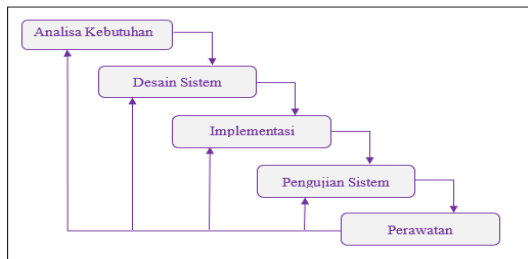 Analisa Kebutuhan
Desain Sistem
Implementasi
Pengujian Sistem
Perawatan